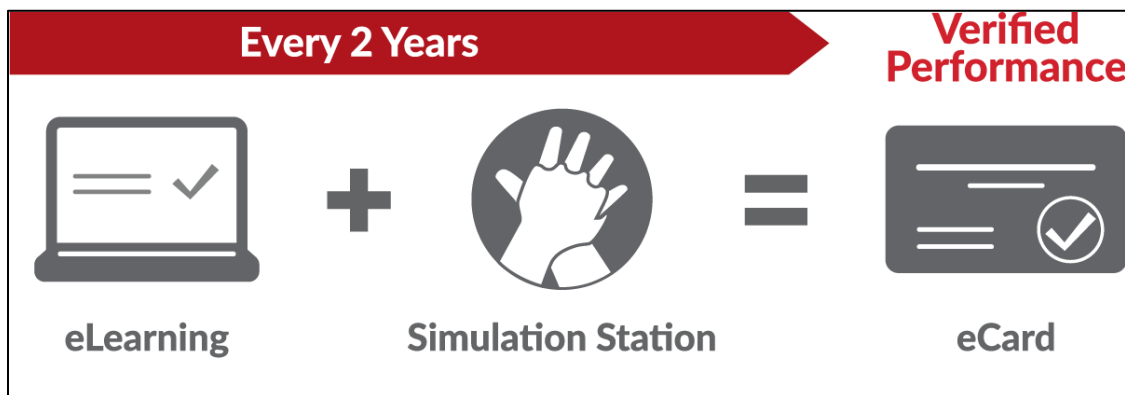 Every 2 Years
Verified
Performance
+
=
eLearning
Simulation Station
eCard